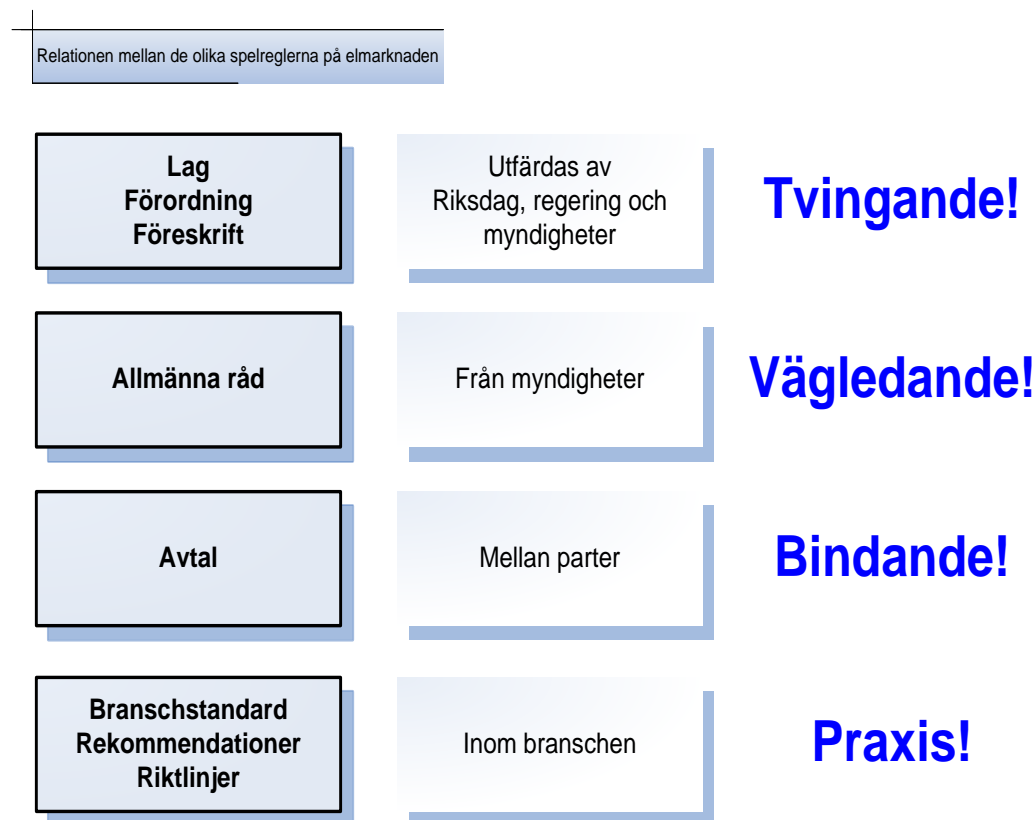 Relationen mellan de olika spelreglerna på elmarknaden
Lag
Förordning
Föreskrift
Utfärdas av
Riksdag, regering och
myndigheter
Tvingande!
Allmänna råd
Från myndigheter
Vägledande!
Avtal
Mellan parter
Bindande!
Branschstandard
Rekommendationer
Riktlinjer
Inom branschen
Praxis!